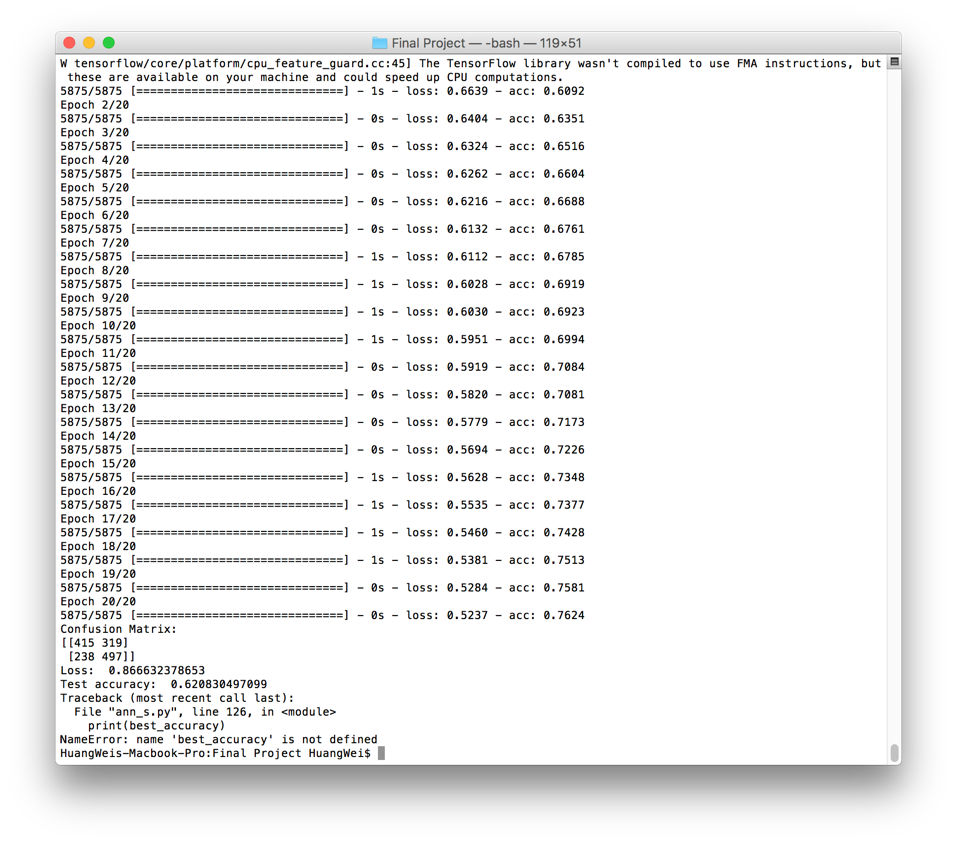 Final Project — -bash — 119×51
W tensorflow/core/platform/cpu_feature_guard.cc:45] The TensorFlow library wasn't compiled to use FMA instructions, but
these are available on your machine and could speed up CPU computations.
5875/5875 [==============================] - 1s - loss: 0.6639 - acc: 0.6092
Epoch 2/20
5875/5875 [==============================] - 0s - loss: 0.6404 - acc: 0.6351
Epoch 3/20
5875/5875 [==============================] - 0s - loss: 0.6324 - acc: 0.6516
Epoch 4/20
5875/5875 [==============================] - 0s - loss: 0.6262 - acc: 0.6604
Epoch 5/20
5875/5875 [==============================] - 0s - loss: 0.6216 - acc: 0.6688
Epoch 6/20
5875/5875 [==============================] - 0s - loss: 0.6132 - acc: 0.6761
Epoch 7/20
5875/5875 [==============================] - 1s - loss: 0.6112 - acc: 0.6785
Epoch 8/20
5875/5875 [==============================] - 1s - loss: 0.6028 - acc: 0.6919
Epoch 9/20
5875/5875 [==============================] - 1s - loss: 0.6030 - acc: 0.6923
Epoch 10/20
5875/5875 [==============================] - 1s - loss: 0.5951 - acc: 0.6994
Epoch 11/20
5875/5875 [==============================] - 0s - loss: 0.5919 - acc: 0.7084
Epoch 12/20
5875/5875 [==============================] - 0s - loss: 0.5820 - acc: 0.7081
Epoch 13/20
5875/5875 [==============================] - 0s - loss: 0.5779 - acc: 0.7173
Epoch 14/20
5875/5875 [==============================] - 0s - loss: 0.5694 - acc: 0.7226
Epoch 15/20
5875/5875 [==============================] - 1s - loss: 0.5628 - acc: 0.7348
Epoch 16/20
5875/5875 [==============================] - 1s - loss: 0.5535 - acc: 0.7377
Epoch 17/20
5875/5875 [==============================] - 1s - loss: 0.5460 - acc: 0.7428
Epoch 18/20
5875/5875 [==============================] - 1s - loss: 0.5381 - acc: 0.7513
Epoch 19/20
5875/5875 [==============================] - 0s - loss: 0.5284 - acc: 0.7581
Epoch 20/20
5875/5875 [==============================] - 0s - loss: 0.5237 - acc: 0.7624
Confusion Matrix:
[[415 319]
 [238 497]]
Loss:  0.866632378653
Test accuracy:  0.620830497099
Traceback (most recent call last):
  File "ann_s.py", line 126, in <module>
    print(best_accuracy)
NameError: name 'best_accuracy' is not defined
HuangWeis-Macbook-Pro:Final Project HuangWei$